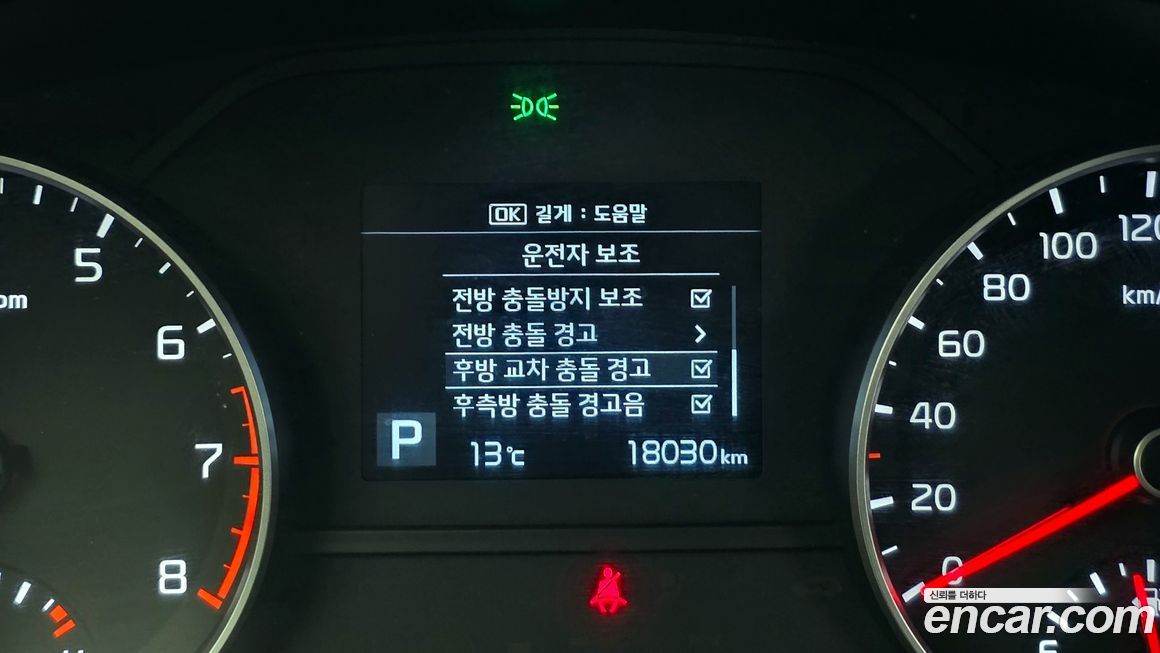 OK 길게 : 도움말
운전자 보조
전방 충돌방지 보조
전방 충돌 경고
후방 교차 충돌 경고
후측방 충돌 경고음
P 13℃ 18030km
5
6
7
8
120
100
80
km/
60
40
20
0
신뢰를 더하다
encar.com